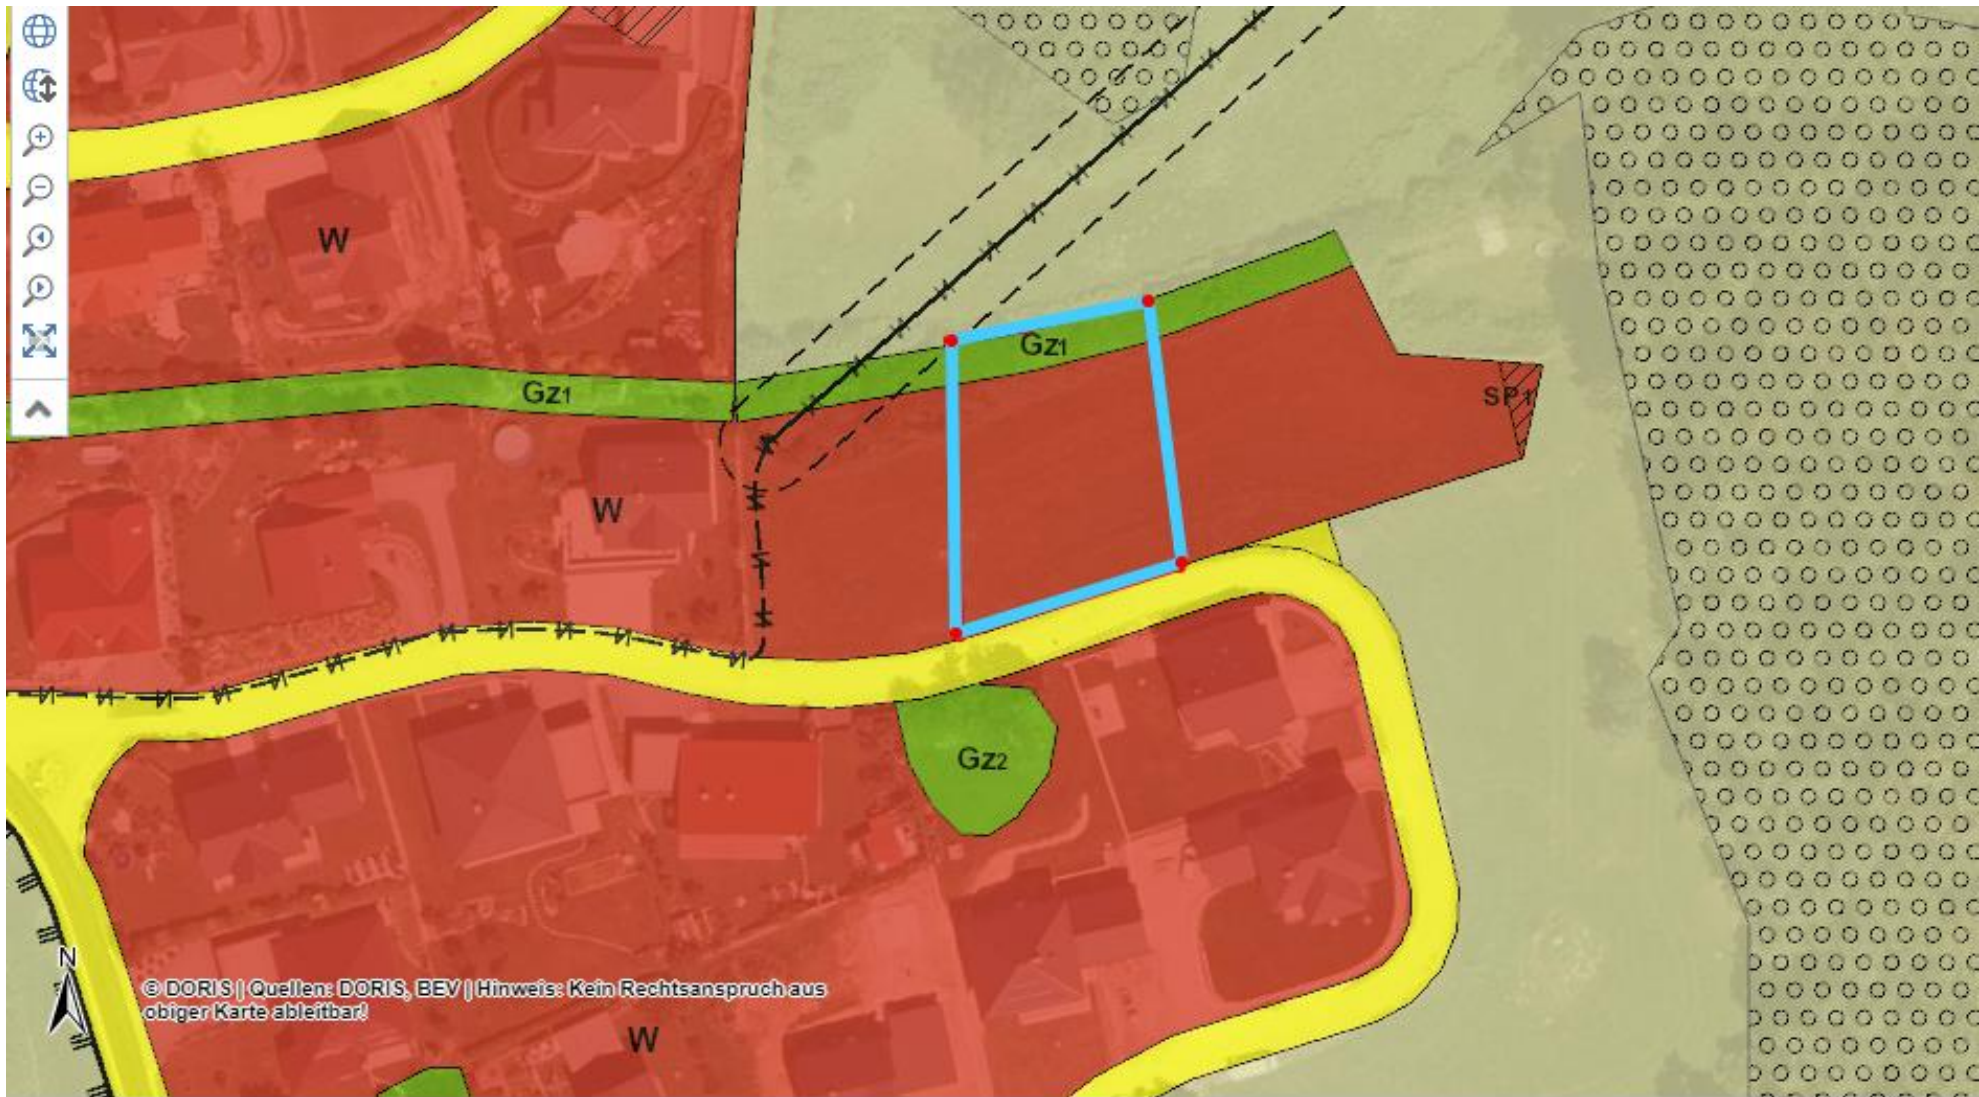 W
Gz1
Gz1
SP1
W
Gz2
N
© DORIS | Quellen: DORIS, BEV | Hinweis: Kein Rechtsanspruch aus
obiger Karte ableitbar!
W